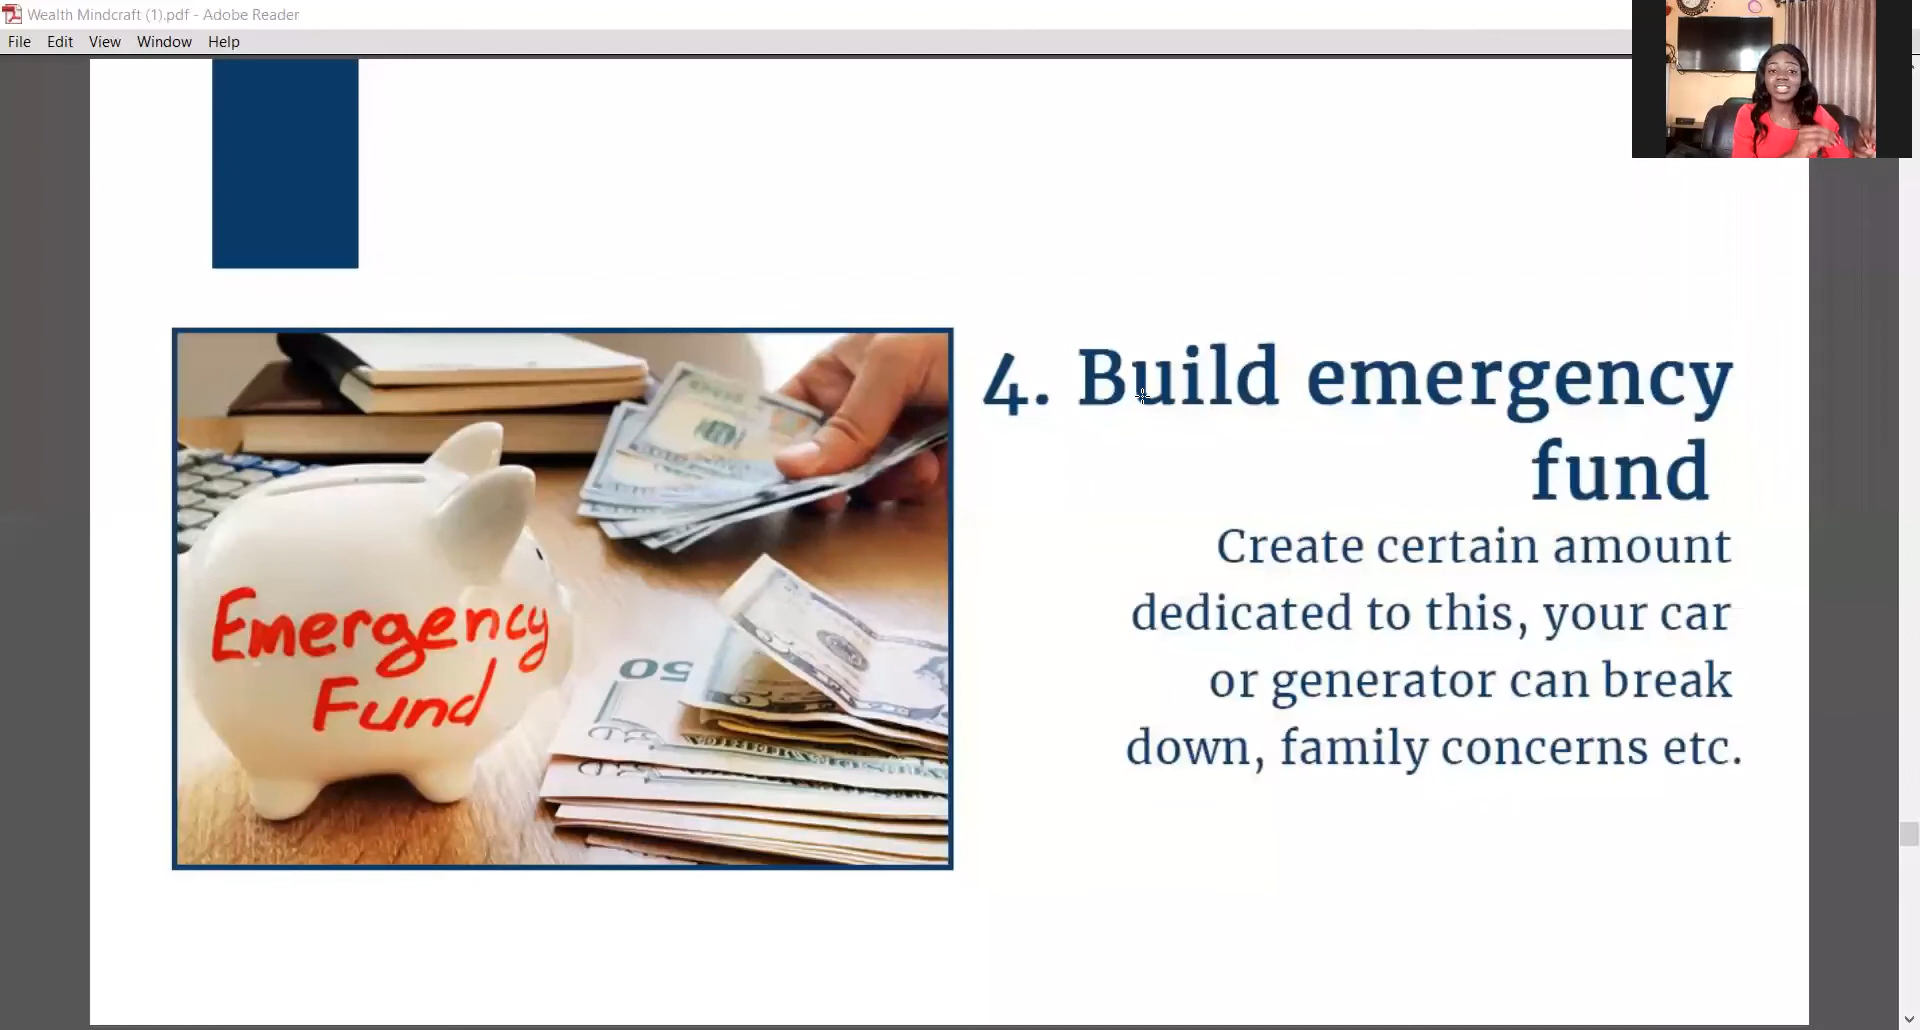 Wealth Mindcraft (1).pdf - Adobe Reader
File Edit View Window Help
4. Build emergency
fund
Create certain amount
dedicated to this, your car
or generator can break
down, family concerns etc.
Emergency
Fund
50